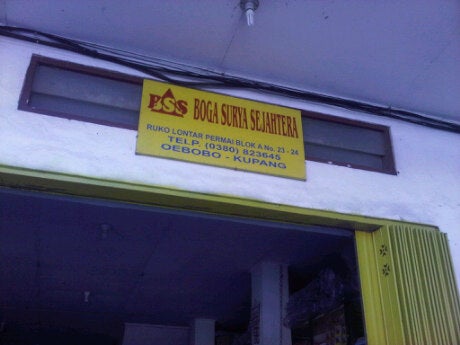 BSS BOGA SURYA SEJAHTERA
RUKO LONTAR PERMAI BLOK A No. 23 - 24
TELP. (0380) 823645
OEBOBO - KUPANG